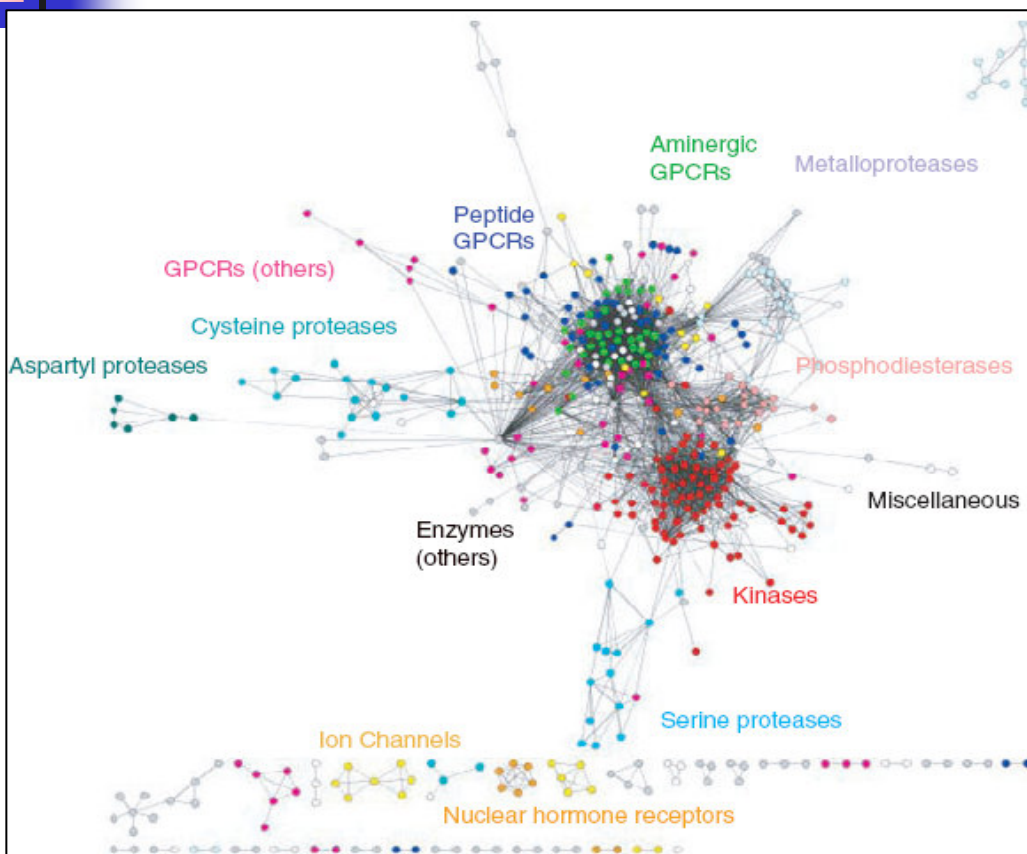 Aminergic
GPCRs
Metalloproteases
Peptide
GPCRs
GPCRs (others)
Cysteine proteases
Aspartyl proteases
Phosphodiesterases
Miscellaneous
Enzymes
(others)
Kinases
Serine proteases
Ion Channels
Nuclear hormone receptors